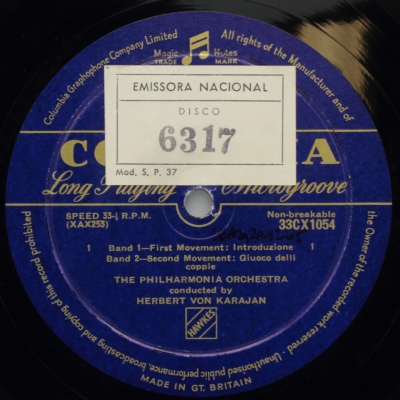 Columbia Graphophone Company Limited
All rights of the Manufacturer and of
the Owner of the recorded work reserved.
Unauthorised public performance, broadcasting and copying of this record prohibited
Magic Notes
TRADE MARK
EMISSORA NACIONAL
DISCO
6317
Mod. S. P. 37
CO IA
Long Playing Microgroove
SPEED 33⅓ R.P.M.
(XAX253)
Non-breakable
33CX1054
1 Band 1—First Movement: Introduzione 1
Band 2—Second Movement: Giuoco delli
coppie
THE PHILHARMONIA ORCHESTRA
conducted by
HERBERT VON KARAJAN
HAWKES
MADE IN GT. BRITAIN